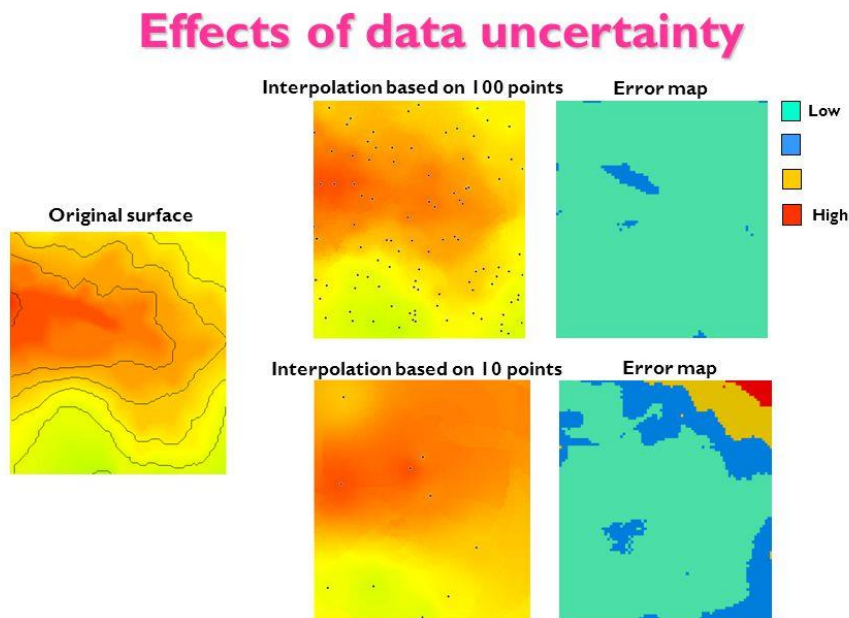 Effects of data uncertainty
Interpolation based on 100 points
Error map
Low
High
Original surface
Interpolation based on 10 points
Error map